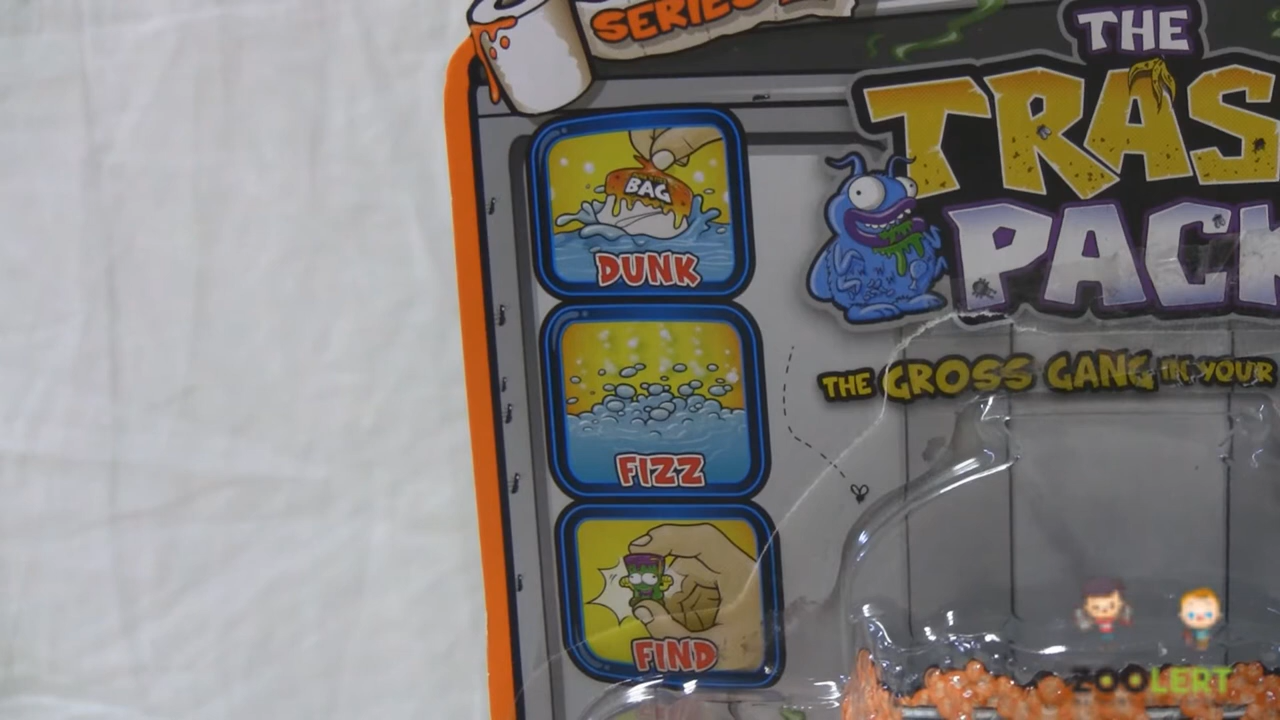 SERIES
THE
TRAS
PACK
BAG
DUNK
THE GROSS GANG IN YOUR
FIZZ
FIND
ZOOLERT